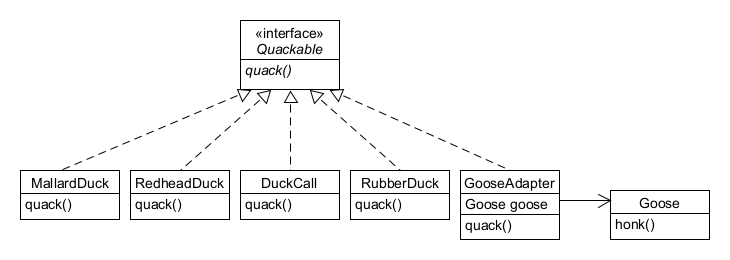 «interface»
Quackable
quack()
MallardDuck
quack()
RedheadDuck
quack()
DuckCall
quack()
RubberDuck
quack()
GooseAdapter
Goose goose
quack()
Goose
honk()